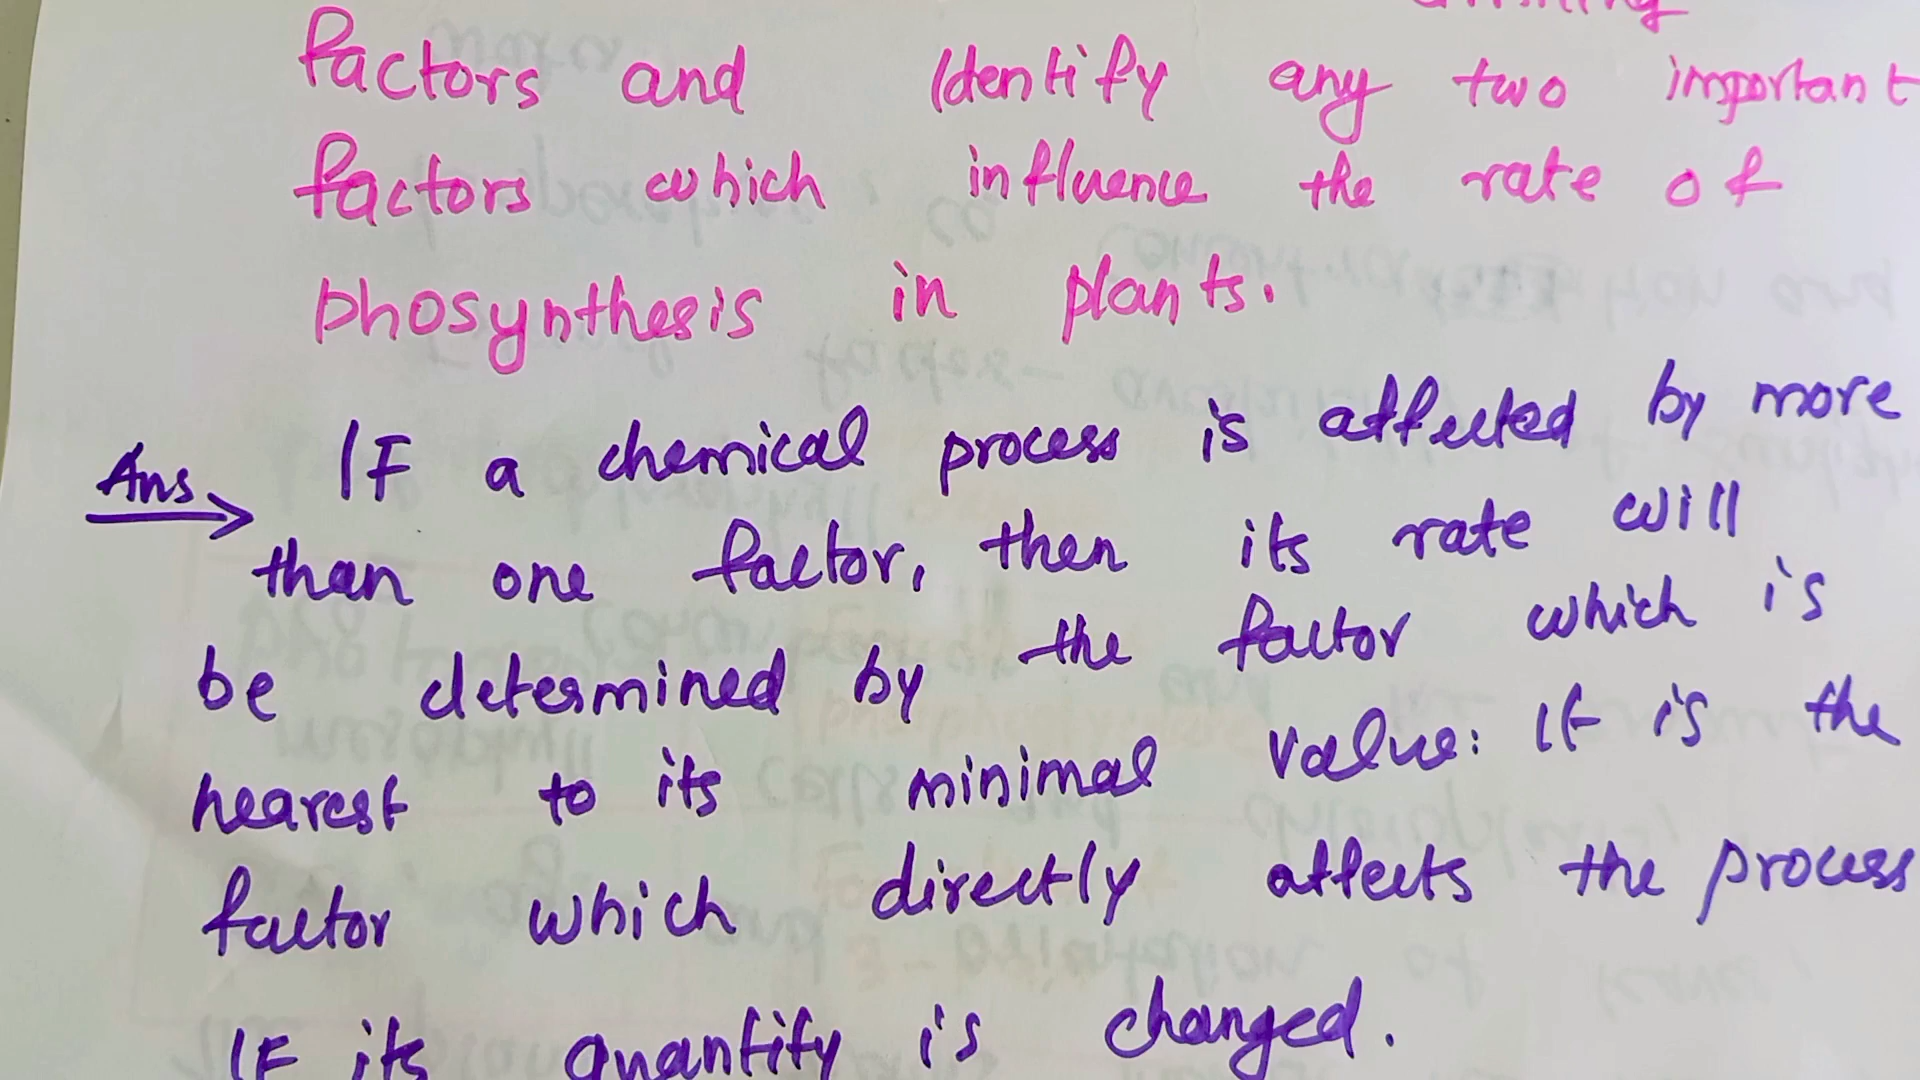 factors and Identify any two important
factors which influence the rate of
phosynthesis in plants.
Ans → If a chemical process is affected by more
than one factor, then its rate will
be determined by the factor which is
nearest to its minimal value: It is the
factor which directly affects the process
If its quantity is changed.